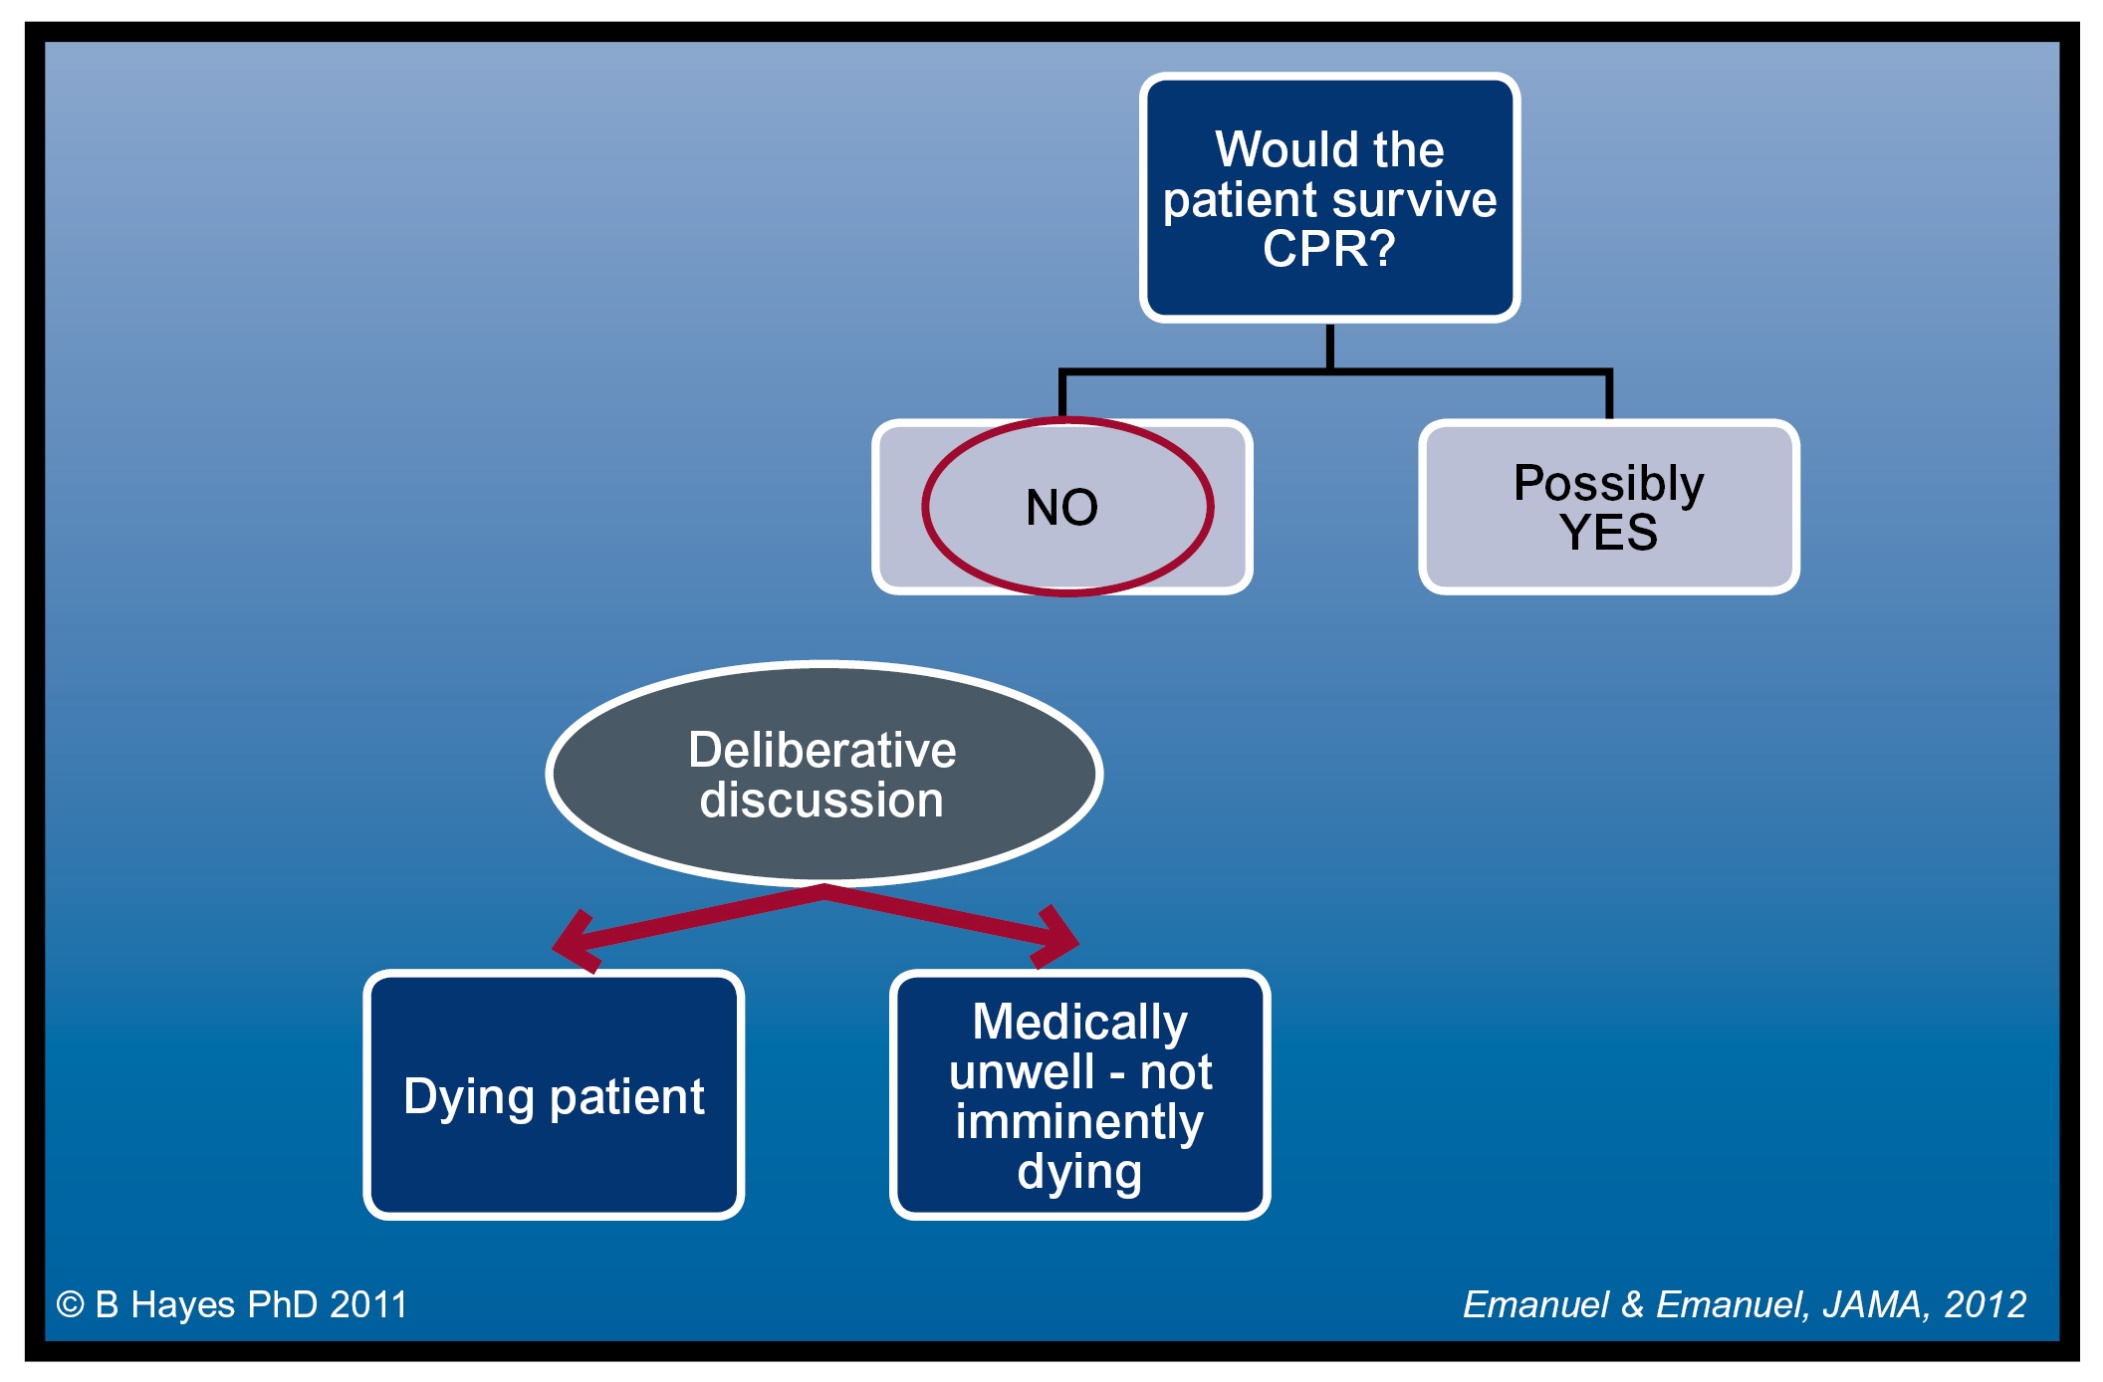 Would the
patient survive
CPR?
NO
Possibly
YES
Deliberative
discussion
Dying patient
Medically
unwell - not
imminently
dying
© B Hayes PhD 2011
Emanuel & Emanuel, JAMA, 2012